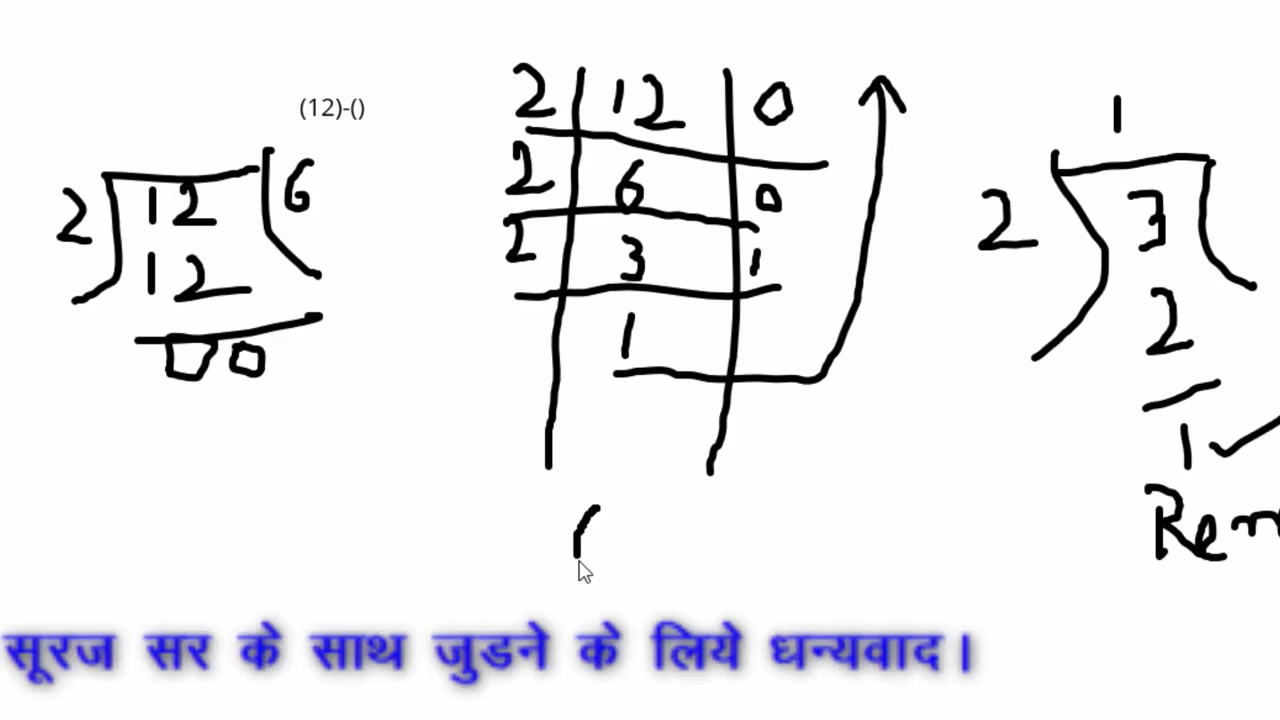 (12)-()
2 12 6
12
00
2 12 0
2 6 0
2 3 1
1
(
1
2 3
2
1
Rem
सूरज सर के साथ जुडने के लिये धन्यवाद।